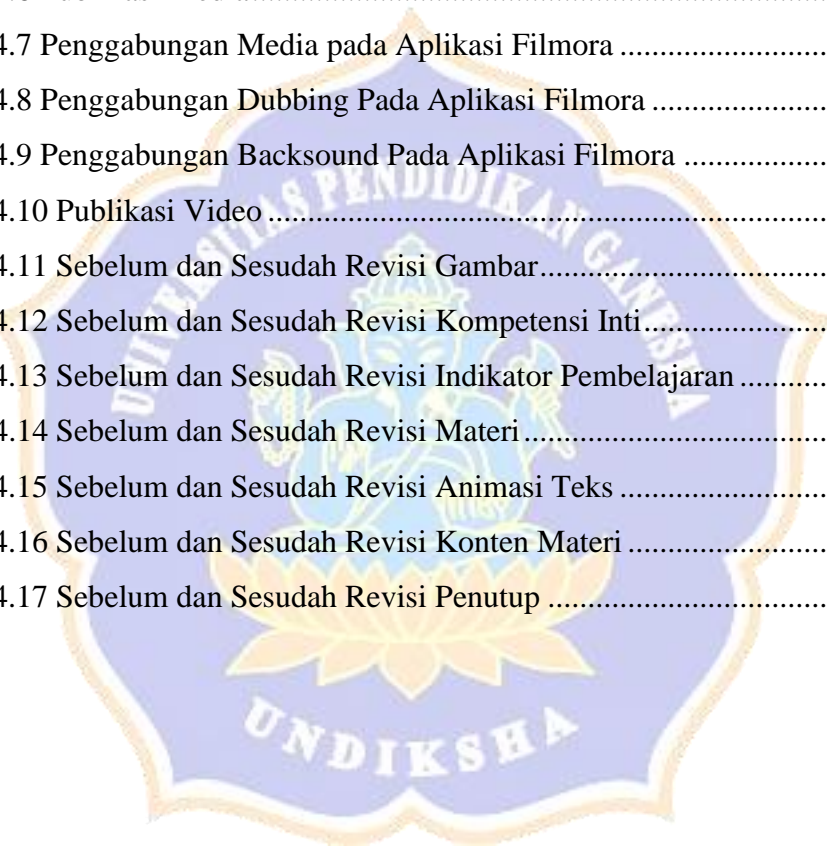 4.7 Penggabungan Media pada Aplikasi Filmora ......................
4.8 Penggabungan Dubbing Pada Aplikasi Filmora ...................
4.9 Penggabungan Backsound Pada Aplikasi Filmora ...............
4.10 Publikasi Video ..................................................................
4.11 Sebelum dan Sesudah Revisi Gambar..................................
4.12 Sebelum dan Sesudah Revisi Kompetensi Inti.....................
4.13 Sebelum dan Sesudah Revisi Indikator Pembelajaran ..........
4.14 Sebelum dan Sesudah Revisi Materi....................................
4.15 Sebelum dan Sesudah Revisi Animasi Teks ........................
4.16 Sebelum dan Sesudah Revisi Konten Materi .......................
4.17 Sebelum dan Sesudah Revisi Penutup .................................
UNIVERSITAS PENDIDIKAN GANESHA
UNDIKSHA